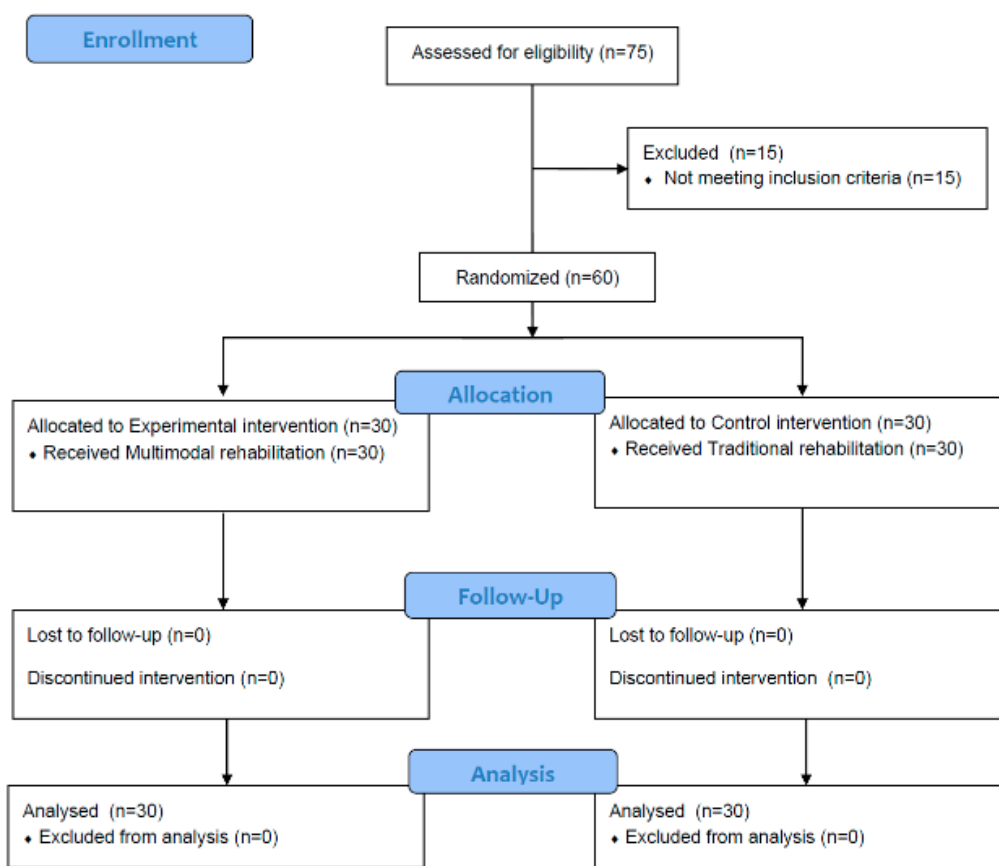 Enrollment
Assessed for eligibility (n=75)
Excluded (n=15)
⬧ Not meeting inclusion criteria (n=15)
Randomized (n=60)
Allocation
Allocated to Experimental intervention (n=30)
⬧ Received Multimodal rehabilitation (n=30)
Allocated to Control intervention (n=30)
⬧ Received Traditional rehabilitation (n=30)
Follow-Up
Lost to follow-up (n=0)
Discontinued intervention (n=0)
Lost to follow-up (n=0)
Discontinued intervention (n=0)
Analysis
Analysed (n=30)
⬧ Excluded from analysis (n=0)
Analysed (n=30)
⬧ Excluded from analysis (n=0)